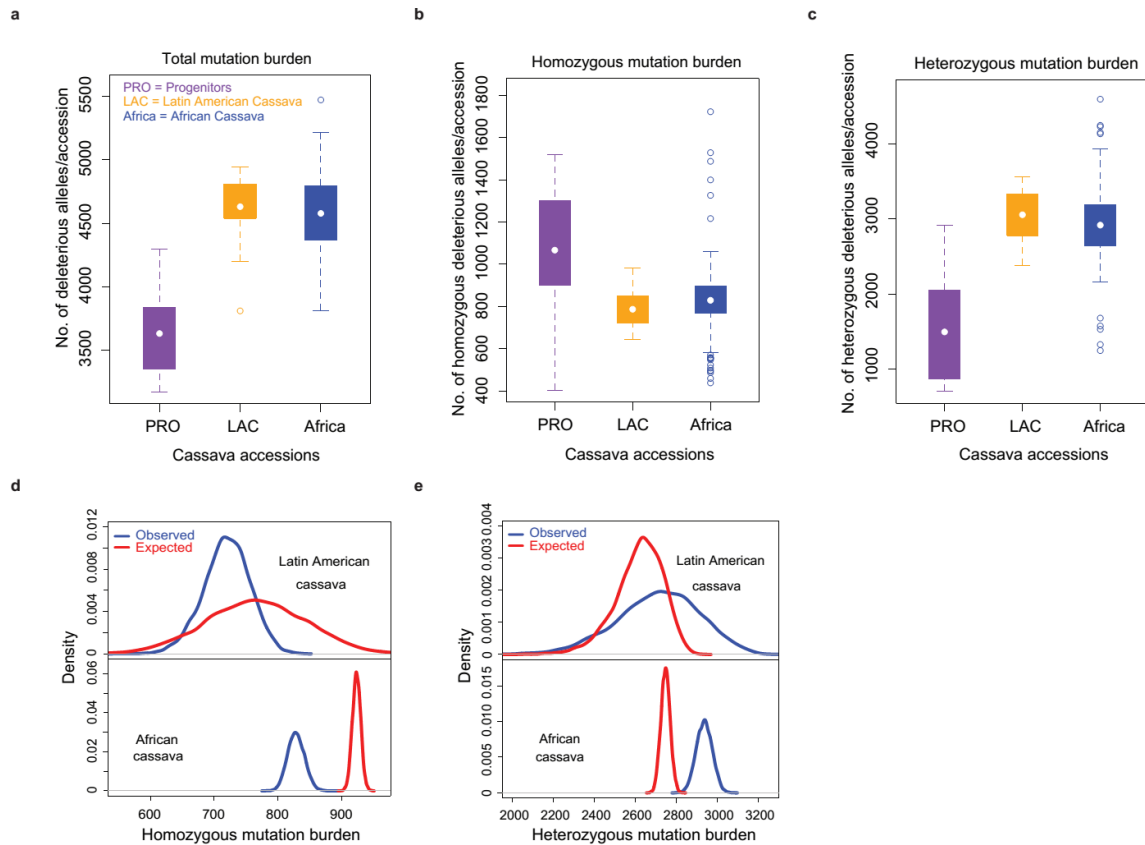 a
Total mutation burden
No. of deleterious alleles/accession
5500
5000
4500
4000
3500
PRO = Progenitors
LAC = Latin American Cassava
Africa = African Cassava
PRO LAC Africa
Cassava accessions
b
Homozygous mutation burden
No. of homozygous deleterious alleles/accession
1800
1600
1400
1200
1000
800
600
400
PRO LAC Africa
Cassava accessions
c
Heterozygous mutation burden
No. of heterozygous deleterious alleles/accession
4000
3000
2000
1000
PRO LAC Africa
Cassava accessions
d
Density
0.012
0.008
0.004
0
Observed
Expected
Latin American
cassava
0.06
0.04
0.02
0
African
cassava
600 700 800 900
Homozygous mutation burden
e
Density
0.004
0.003
0.002
0.001
0.000
Observed
Expected
Latin American
cassava
0.015
0.010
0.005
0.000
African
cassava
2000 2200 2400 2600 2800 3000 3200
Heterozygous mutation burden